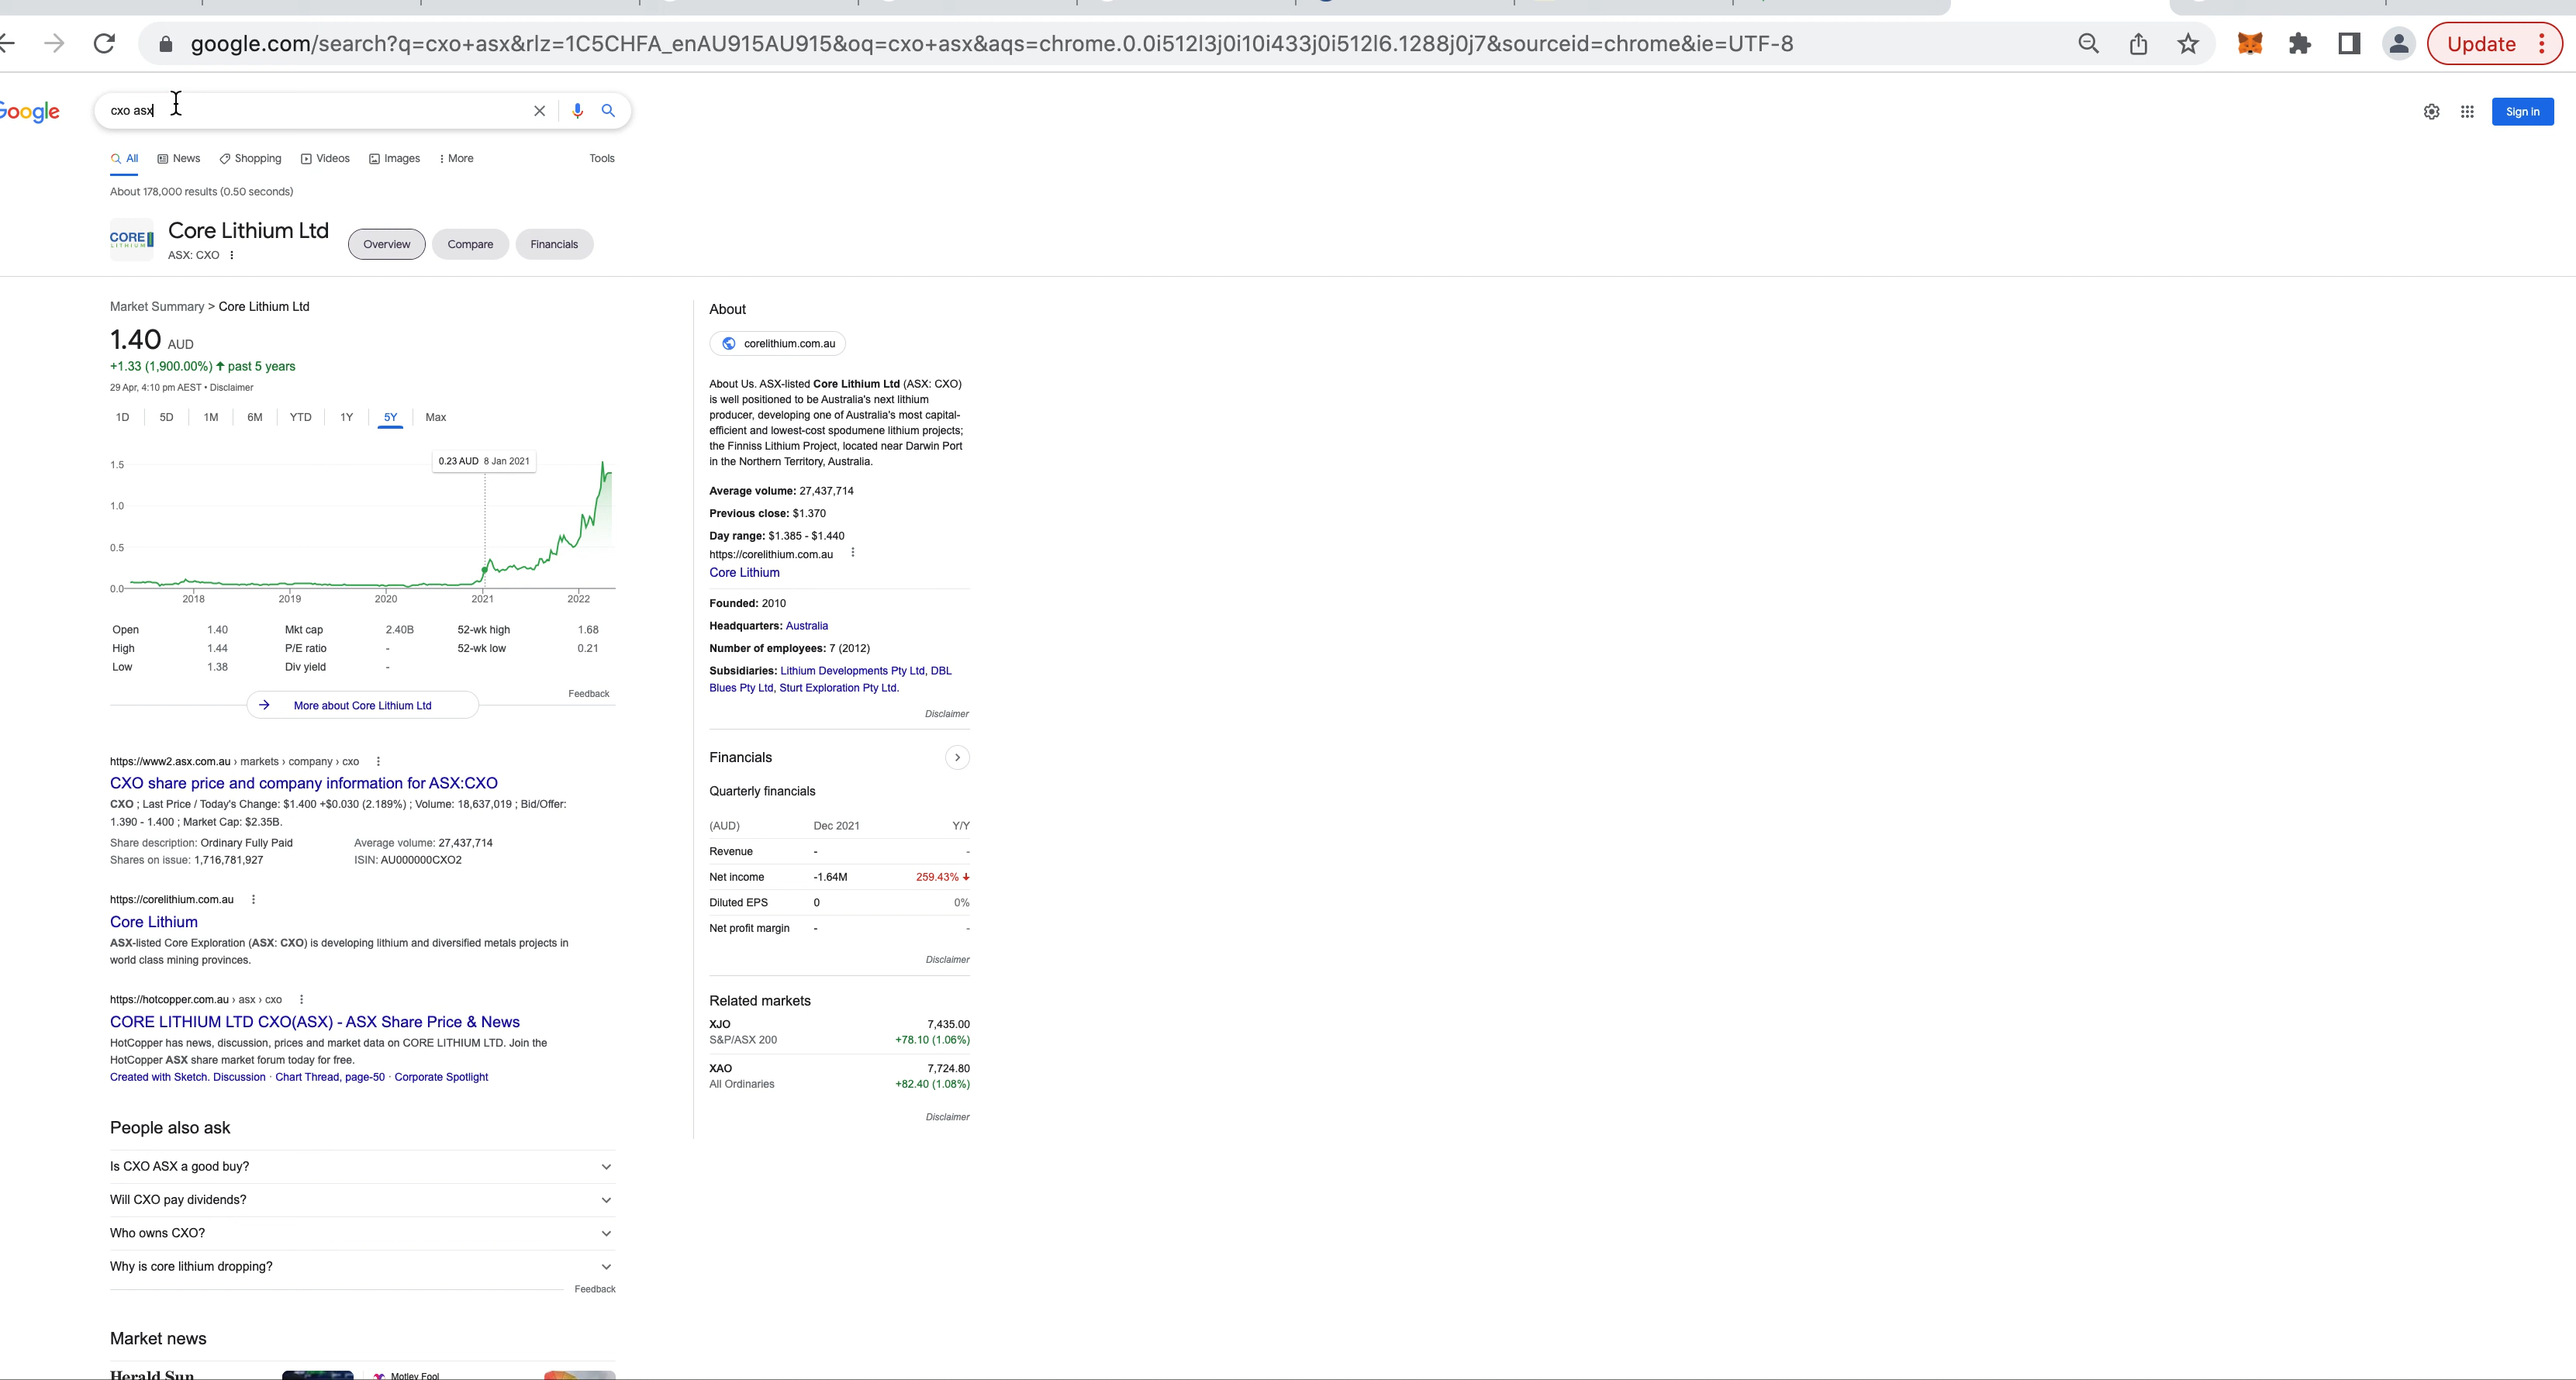 google.com/search?q=cxo+asx&rlz=1C5CHFA_enAU915AU915&oq=cxo+asx&aqs=chrome.0.0i512l3j0i10i433j0i512l6.1288j0j7&sourceid=chrome&ie=UTF-8
Update
Google
cxo asx
Sign in
All News Shopping Videos Images More Tools
About 178,000 results (0.50 seconds)
CORE LITHIUM
Core Lithium Ltd
ASX: CXO
Overview Compare Financials
Market Summary > Core Lithium Ltd
1.40 AUD
+1.33 (1,900.00%) ↑ past 5 years
29 Apr, 4:10 pm AEST • Disclaimer
1D 5D 1M 6M YTD 1Y 5Y Max
0.23 AUD 8 Jan 2021
1.5
1.0
0.5
0.0
2018 2019 2020 2021 2022
Open 1.40 Mkt cap 2.40B 52-wk high 1.68
High 1.44 P/E ratio - 52-wk low 0.21
Low 1.38 Div yield -
Feedback
→ More about Core Lithium Ltd
https://www2.asx.com.au › markets › company › cxo
CXO share price and company information for ASX:CXO
CXO ; Last Price / Today's Change: $1.400 +$0.030 (2.189%) ; Volume: 18,637,019 ; Bid/Offer:
1.390 - 1.400 ; Market Cap: $2.35B.
Share description: Ordinary Fully Paid Average volume: 27,437,714
Shares on issue: 1,716,781,927 ISIN: AU000000CXO2
https://corelithium.com.au
Core Lithium
ASX-listed Core Exploration (ASX: CXO) is developing lithium and diversified metals projects in
world class mining provinces.
https://hotcopper.com.au › asx › cxo
CORE LITHIUM LTD CXO(ASX) - ASX Share Price & News
HotCopper has news, discussion, prices and market data on CORE LITHIUM LTD. Join the
HotCopper ASX share market forum today for free.
Created with Sketch. Discussion · Chart Thread, page-50 · Corporate Spotlight
People also ask
Is CXO ASX a good buy?
Will CXO pay dividends?
Who owns CXO?
Why is core lithium dropping?
Feedback
Market news
Herald Sun
Motley Fool
About
corelithium.com.au
About Us. ASX-listed Core Lithium Ltd (ASX: CXO)
is well positioned to be Australia's next lithium
producer, developing one of Australia's most capital-
efficient and lowest-cost spodumene lithium projects;
the Finniss Lithium Project, located near Darwin Port
in the Northern Territory, Australia.
Average volume: 27,437,714
Previous close: $1.370
Day range: $1.385 - $1.440
https://corelithium.com.au
Core Lithium
Founded: 2010
Headquarters: Australia
Number of employees: 7 (2012)
Subsidiaries: Lithium Developments Pty Ltd, DBL
Blues Pty Ltd, Sturt Exploration Pty Ltd.
Disclaimer
Financials
Quarterly financials
(AUD) Dec 2021 Y/Y
Revenue - -
Net income -1.64M 259.43% ↓
Diluted EPS 0 0%
Net profit margin - -
Disclaimer
Related markets
XJO 7,435.00
S&P/ASX 200 +78.10 (1.06%)
XAO 7,724.80
All Ordinaries +82.40 (1.08%)
Disclaimer